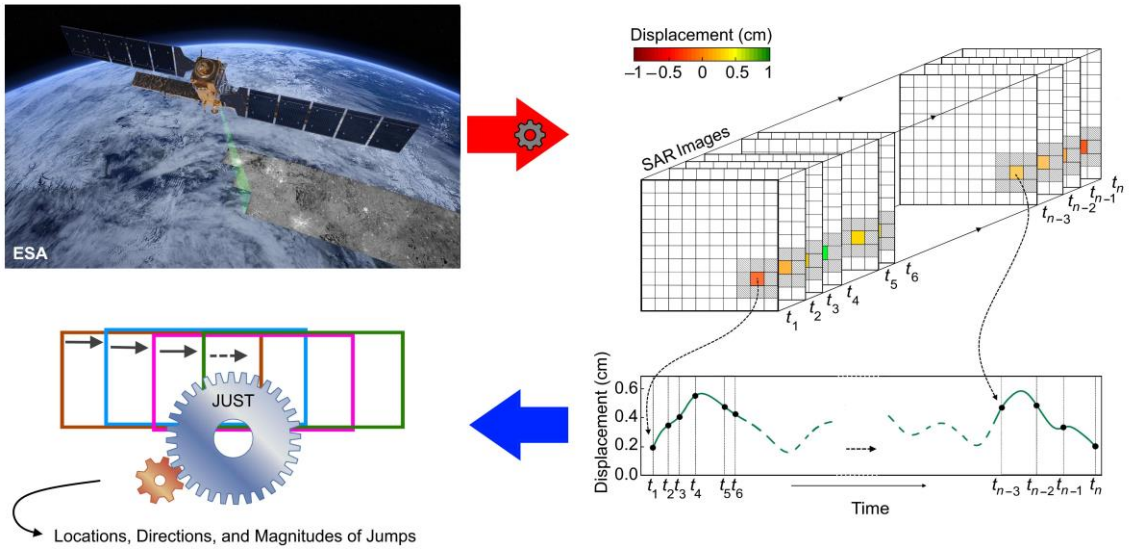 ESA
Displacement (cm)
−1 −0.5 0 0.5 1
SAR Images
t1
t2
t3
t4
t5
t6
tn−3
tn−2
tn−1
tn
JUST
Locations, Directions, and Magnitudes of Jumps
Displacement (cm)
0.6
0.4
0.2
0.0
t1 t2 t3 t4 t5 t6 tn−3 tn−2 tn−1 tn
Time